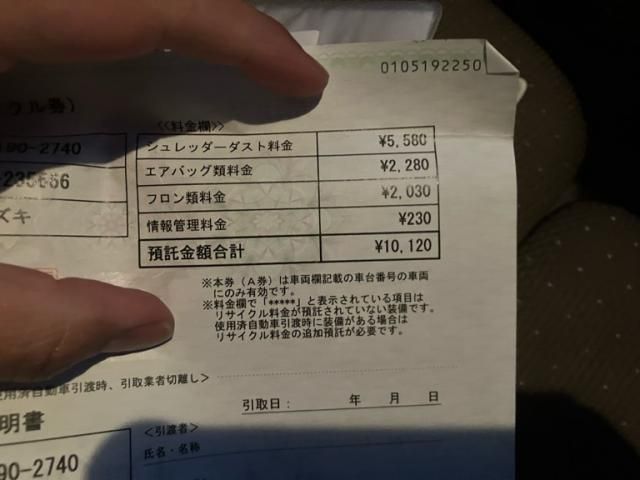 0105192250
クル券)
≪料金欄≫
90-2740
シュレッダーダスト料金 ¥5,580
エアバッグ類料金 ¥2,280
フロン類料金 ¥2,030
ズキ
情報管理料金 ¥230
預託金額合計 ¥10,120
※本券(A券)は車両欄記載の車台番号の車両
にのみ有効です。
※料金欄で「*****」と表示されている項目は
リサイクル料金が預託されていない装備です。
使用済自動車引渡時に装備がある場合は
リサイクル料金の追加預託が必要です。
使用済自動車引渡時、引取業者切離し>
引取日: 年 月 日
明書
<引渡者>
氏名・名称
90-2740